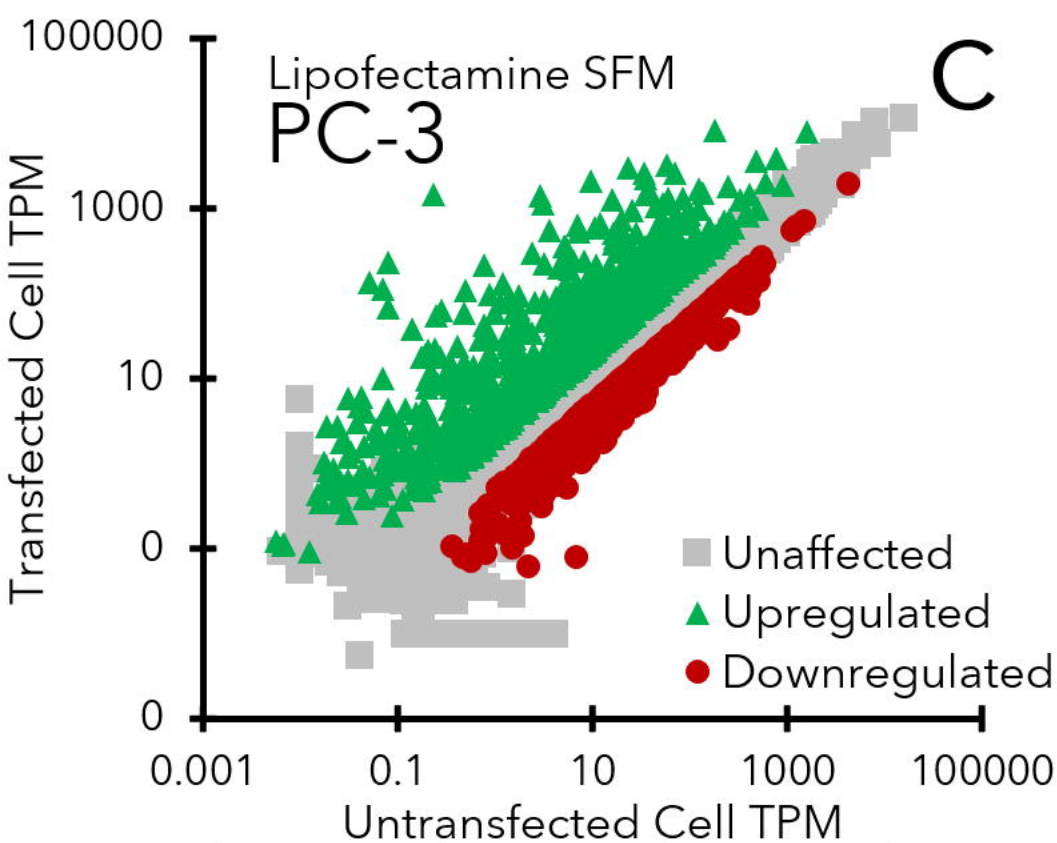 100000
Lipofectamine SFM
C
PC-3
1000
10
0
0
Transfected Cell TPM
Unaffected
Upregulated
Downregulated
0.001 0.1 10 1000 100000
Untransfected Cell TPM